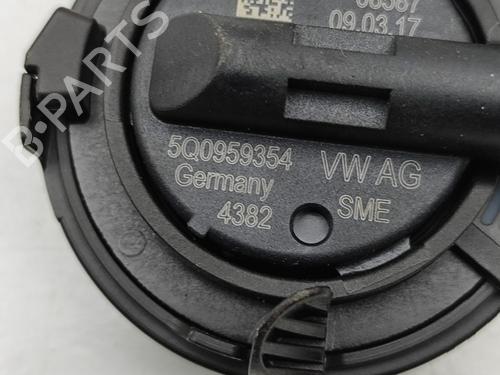 09.03.17
5Q0959354 VW AG
Germany
4382 SME
B-PARTS